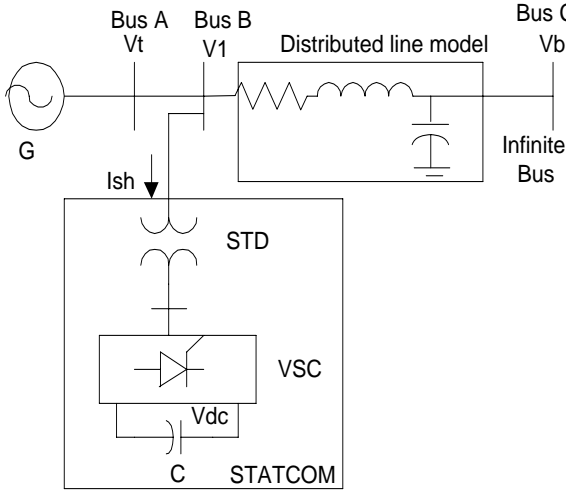 Bus A
Vt
Bus B
V1
Distributed line model
Bus C
Vb
G
Infinite
Bus
Ish
STD
VSC
Vdc
C
STATCOM